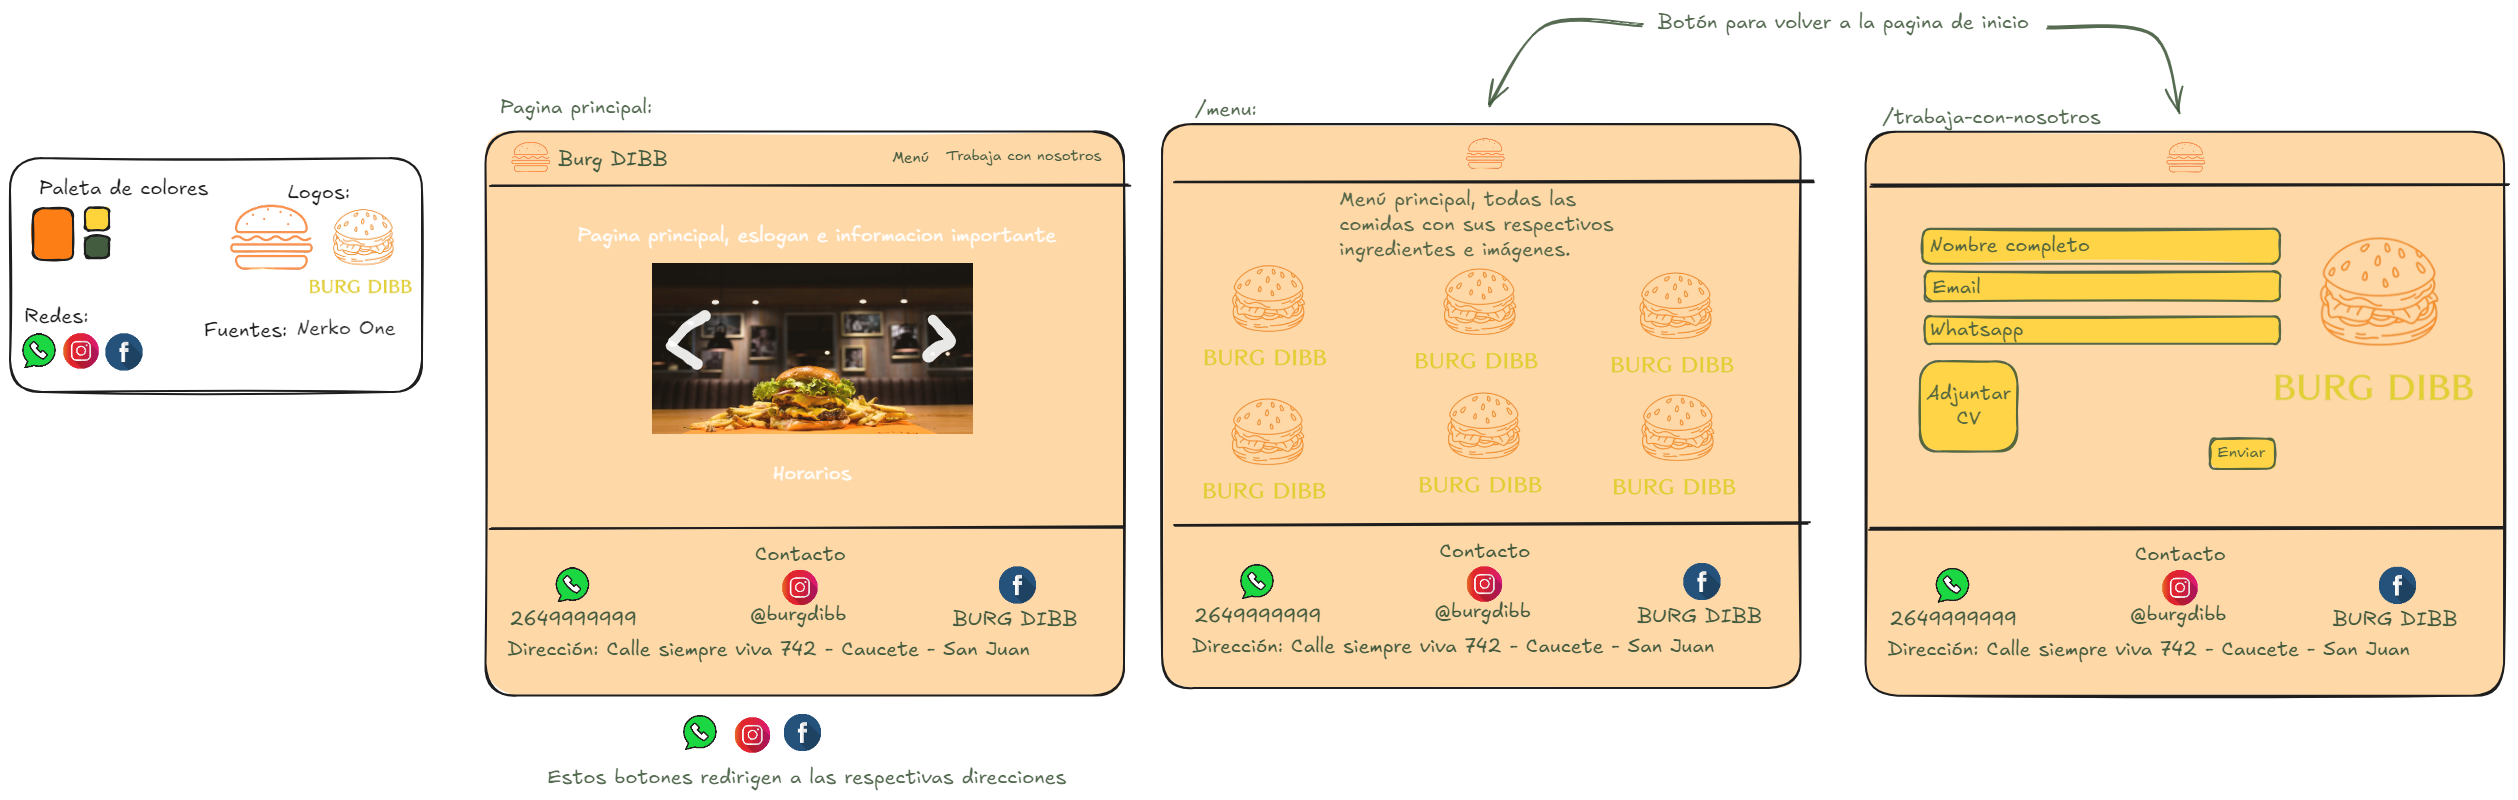 Botón para volver a la pagina de inicio
Paleta de colores
Logos:
BURG DIBB
Redes:
Fuentes: Nerko One
Pagina principal:
Burg DIBB
Menú
Trabaja con nosotros
Pagina principal, eslogan e informacion importante
Horarios
Contacto
2649999999
@burgdibb
BURG DIBB
Dirección: Calle siempre viva 742 - Caucete - San Juan
Estos botones redirigen a las respectivas direcciones
/menu:
Menú principal, todas las
comidas con sus respectivos
ingredientes e imágenes.
BURG DIBB
BURG DIBB
BURG DIBB
BURG DIBB
BURG DIBB
BURG DIBB
Contacto
2649999999
@burgdibb
BURG DIBB
Dirección: Calle siempre viva 742 - Caucete - San Juan
/trabaja-con-nosotros
Nombre completo
Email
Whatsapp
Adjuntar
CV
BURG DIBB
Enviar
Contacto
2649999999
@burgdibb
BURG DIBB
Dirección: Calle siempre viva 742 - Caucete - San Juan